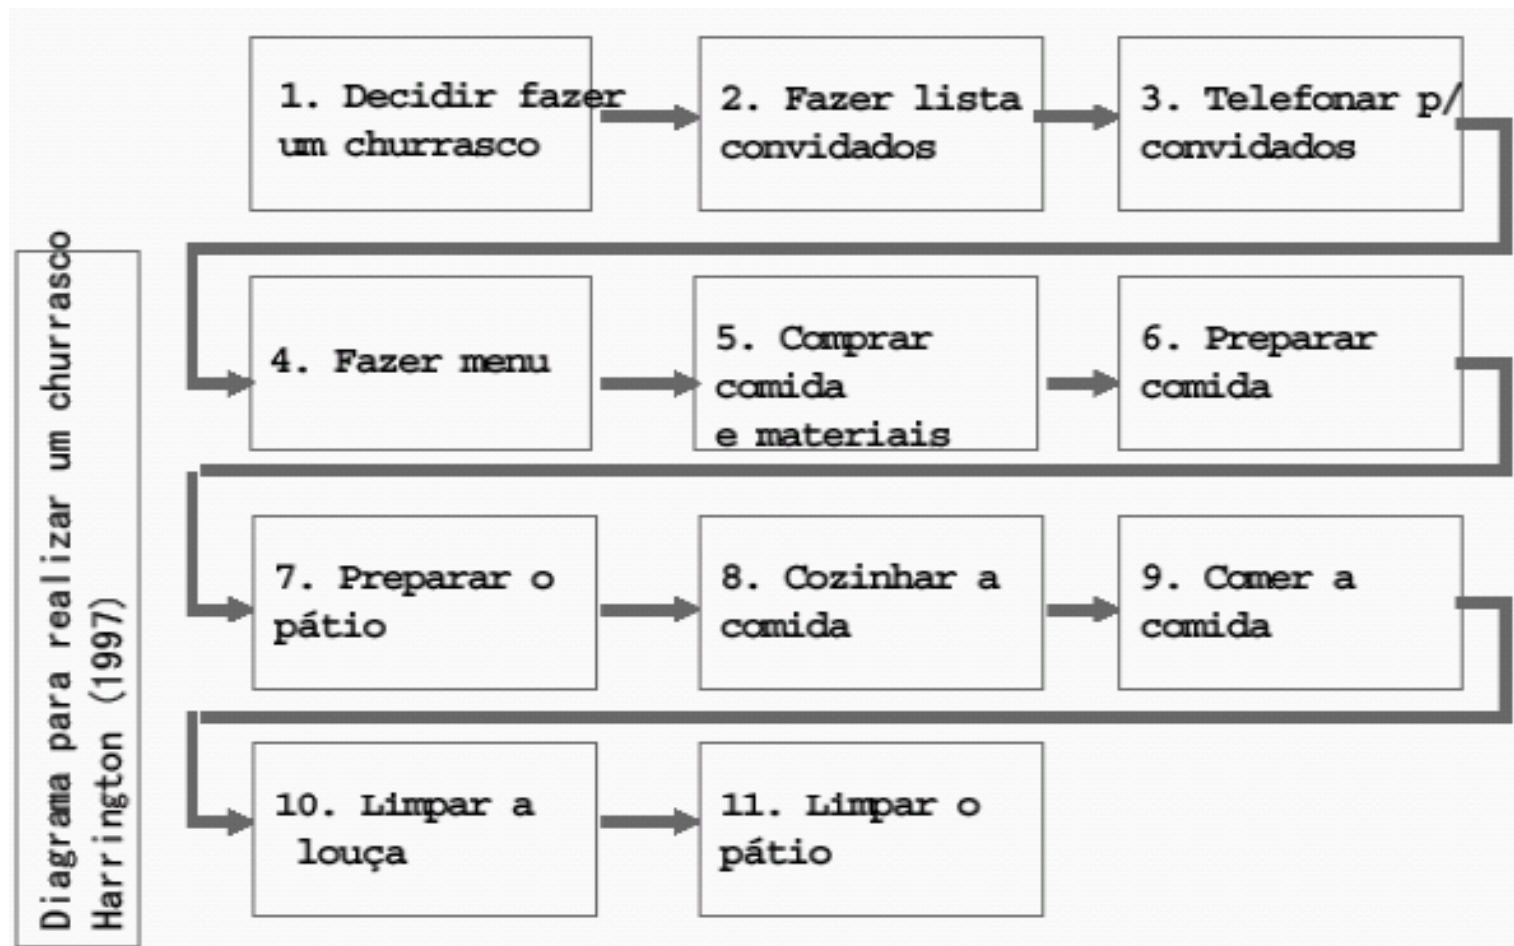 1. Decidir fazer
um churrasco
2. Fazer lista
convidados
3. Telefonar p/
convidados
4. Fazer menu
5. Comprar
comida
e materiais
6. Preparar
comida
7. Preparar o
pátio
8. Cozinhar a
comida
9. Comer a
comida
10. Limpar a
louça
11. Limpar o
pátio
Diagrama para realizar um churrasco
Harrington (1997)